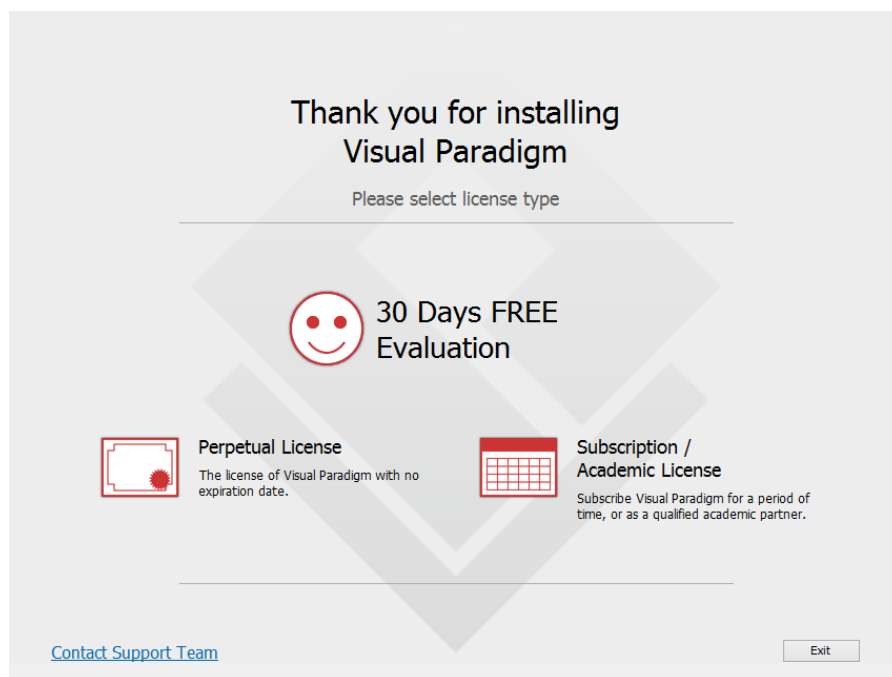 Thank you for installing
Visual Paradigm
Please select license type
30 Days FREE
Evaluation
Perpetual License
The license of Visual Paradigm with no
expiration date.
Subscription /
Academic License
Subscribe Visual Paradigm for a period of
time, or as a qualified academic partner.
Contact Support Team
Exit